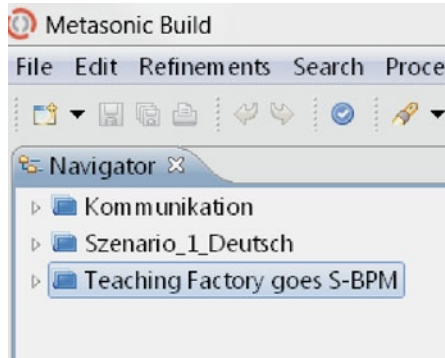 Metasonic Build
File Edit Refinements Search Proce
Navigator
Kommunikation
Szenario_1_Deutsch
Teaching Factory goes S-BPM